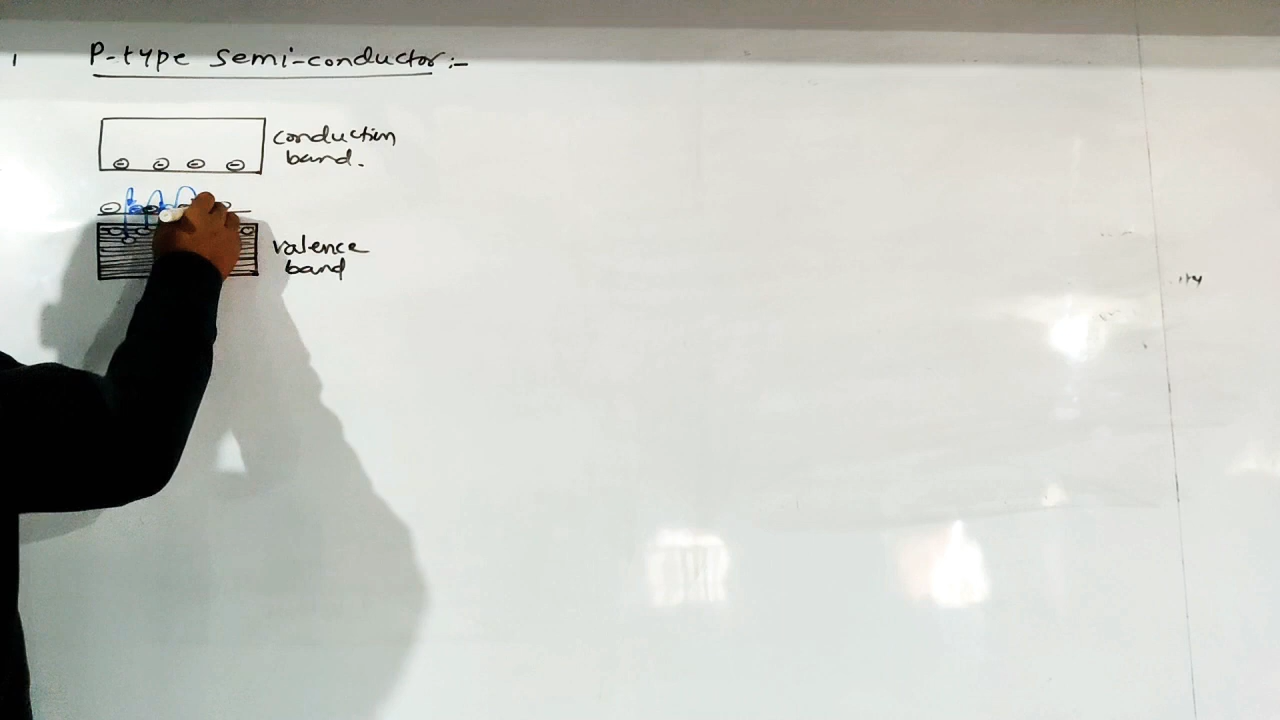 P-type semi-conductor:-
conduction
band.
valence
band